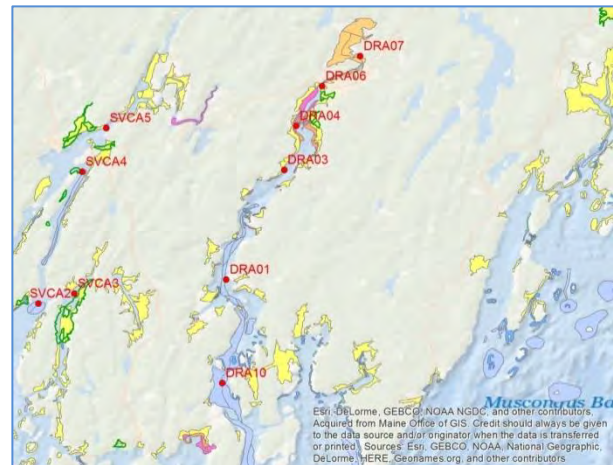 DRA07
DRA06
SVCA5
DRA04
SVCA4
DRA03
DRA01
SVCA2
SVCA3
DRA10
Muscongus Ba
Esri, DeLorme, GEBCO, NOAA NGDC, and other contributors,
Acquired from Maine Office of GIS. Credit should always be given
to the data source and/or originator when the data is transferred
or printed. Sources: Esri, GEBCO, NOAA, National Geographic,
DeLorme, HERE, Geonames.org, and other contributors